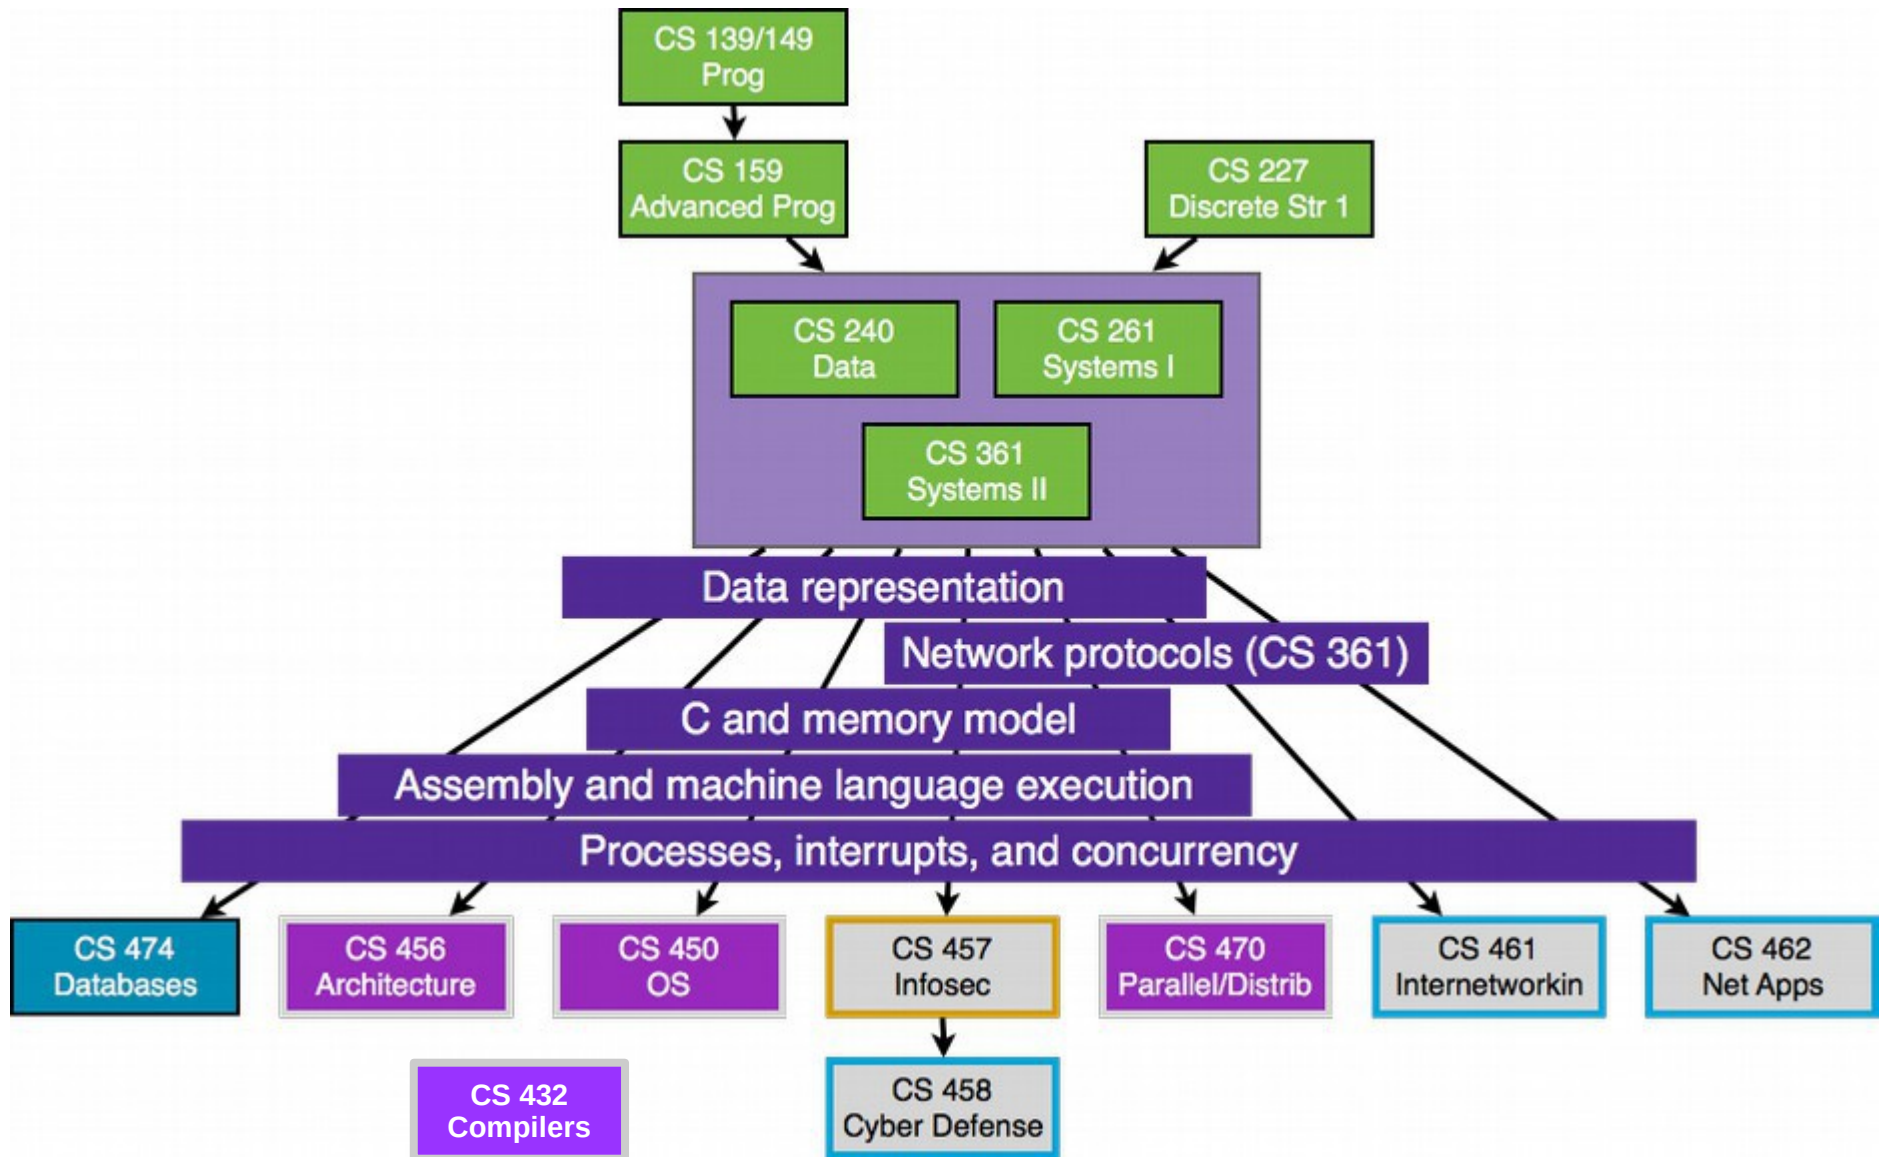 CS 139/149
Prog
CS 159
Advanced Prog
CS 227
Discrete Str 1
CS 240
Data
CS 261
Systems I
CS 361
Systems II
Data representation
Network protocols (CS 361)
C and memory model
Assembly and machine language execution
Processes, interrupts, and concurrency
CS 474
Databases
CS 456
Architecture
CS 450
OS
CS 457
Infosec
CS 470
Parallel/Distrib
CS 461
Internetworkin
CS 462
Net Apps
CS 432
Compilers
CS 458
Cyber Defense